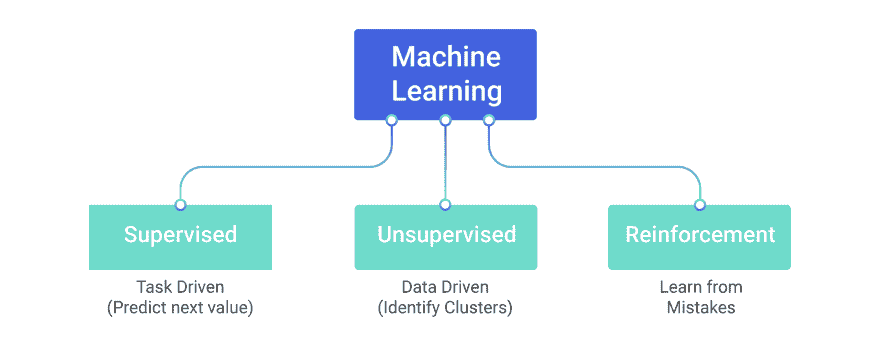 Machine
Learning
Supervised
Unsupervised
Reinforcement
Task Driven
(Predict next value)
Data Driven
(Identify Clusters)
Learn from
Mistakes